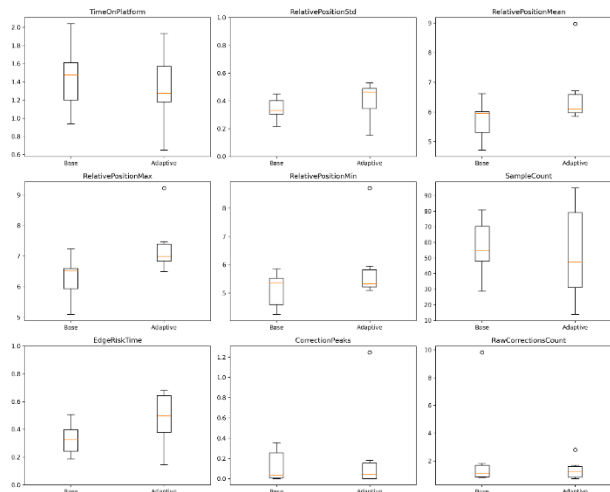 TimeOnPlatform
RelativePositionStd
RelativePositionMean
2.0
1.8
1.6
1.4
1.2
1.0
0.8
0.6
Base
Adaptive
1.0
0.8
0.6
0.4
0.2
0.0
Base
Adaptive
9
8
7
6
5
Base
Adaptive
RelativePositionMax
RelativePositionMin
SampleCount
9
8
7
6
5
Base
Adaptive
8
7
6
5
Base
Adaptive
90
80
70
60
50
40
30
20
10
Base
Adaptive
EdgeRiskTime
CorrectionPeaks
RawCorrectionsCount
1.0
0.8
0.6
0.4
0.2
0.0
Base
Adaptive
1.2
1.0
0.8
0.6
0.4
0.2
0.0
Base
Adaptive
10
8
6
4
2
Base
Adaptive